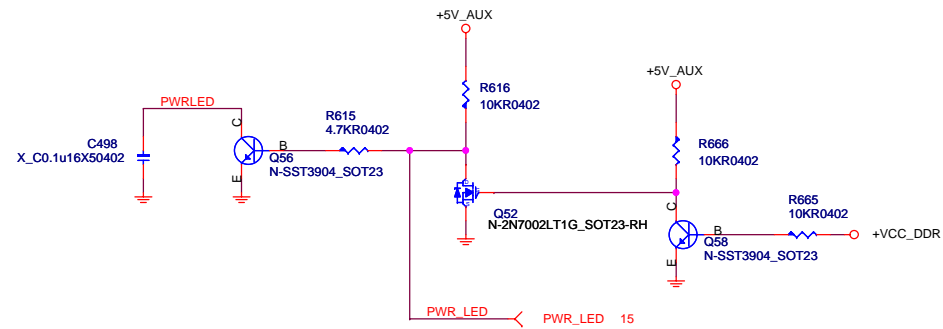 +5V_AUX
+5V_AUX
R616
10KR0402
PWRLED
C
R615
4.7KR0402
C498
X_C0.1u16X50402
B
Q56
N-SST3904_SOT23
E
R666
10KR0402
Q52
N-2N7002LT1G_SOT23-RH
C
R665
10KR0402
B
+VCC_DDR
Q58
N-SST3904_SOT23
E
PWR_LED
PWR_LED 15